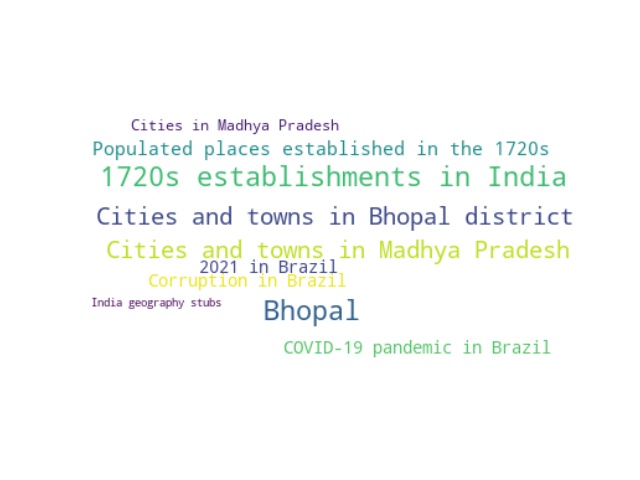 Cities in Madhya Pradesh
Populated places established in the 1720s
1720s establishments in India
Cities and towns in Bhopal district
Cities and towns in Madhya Pradesh
2021 in Brazil
Corruption in Brazil
India geography stubs
Bhopal
COVID-19 pandemic in Brazil